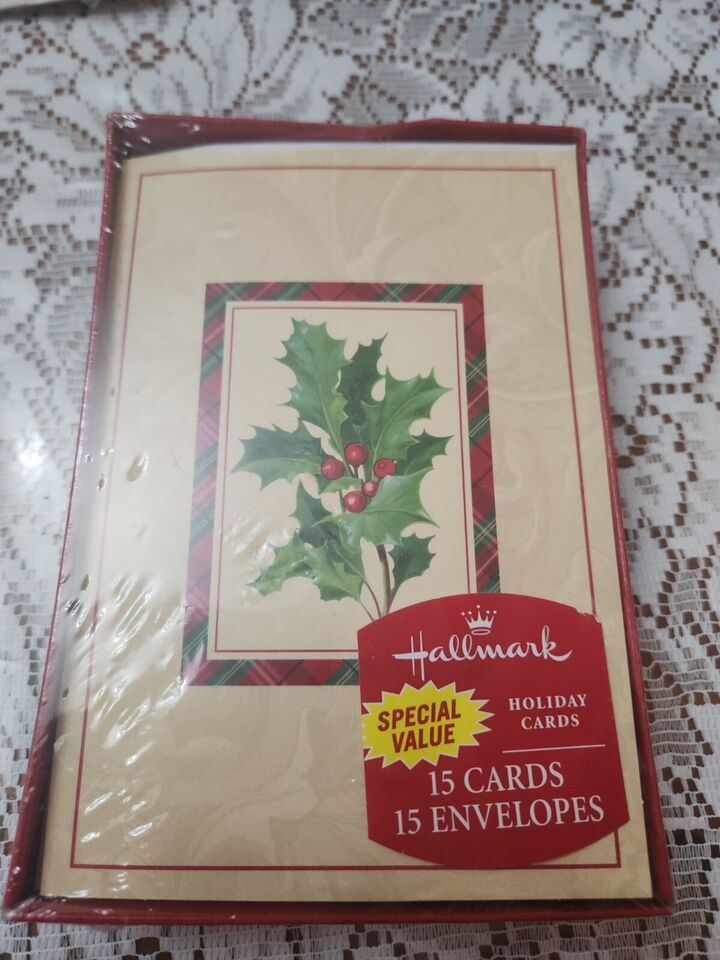 Hallmark
SPECIAL
VALUE
HOLIDAY
CARDS
15 CARDS
15 ENVELOPES